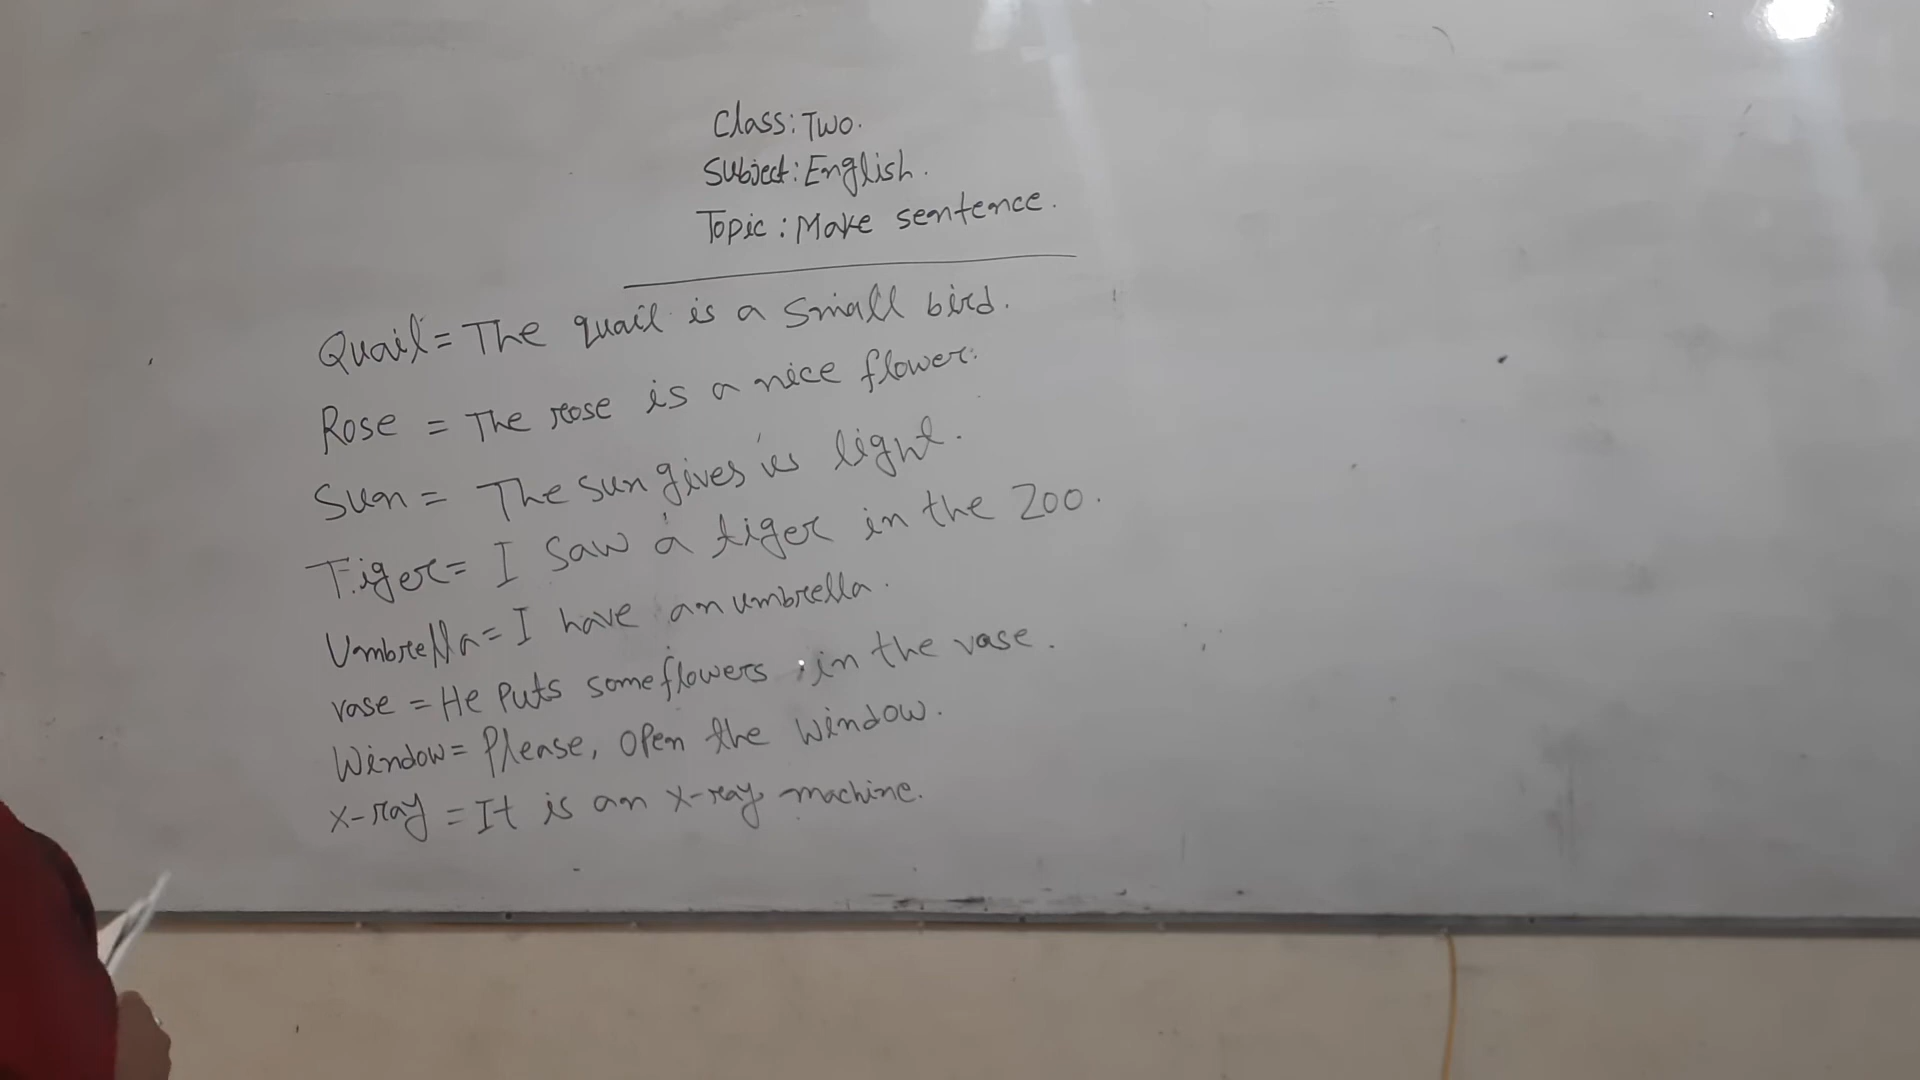 Class: Two.
Subject: English.
Topic: Make sentence.
Quail = The quail is a small bird.
Rose = The rose is a nice flower.
Sun = The sun gives us light.
Tiger = I saw a tiger in the zoo.
Umbrella = I have an umbrella.
vase = He puts some flowers in the vase.
Window = Please, open the window.
X-ray = It is an x-ray machine.